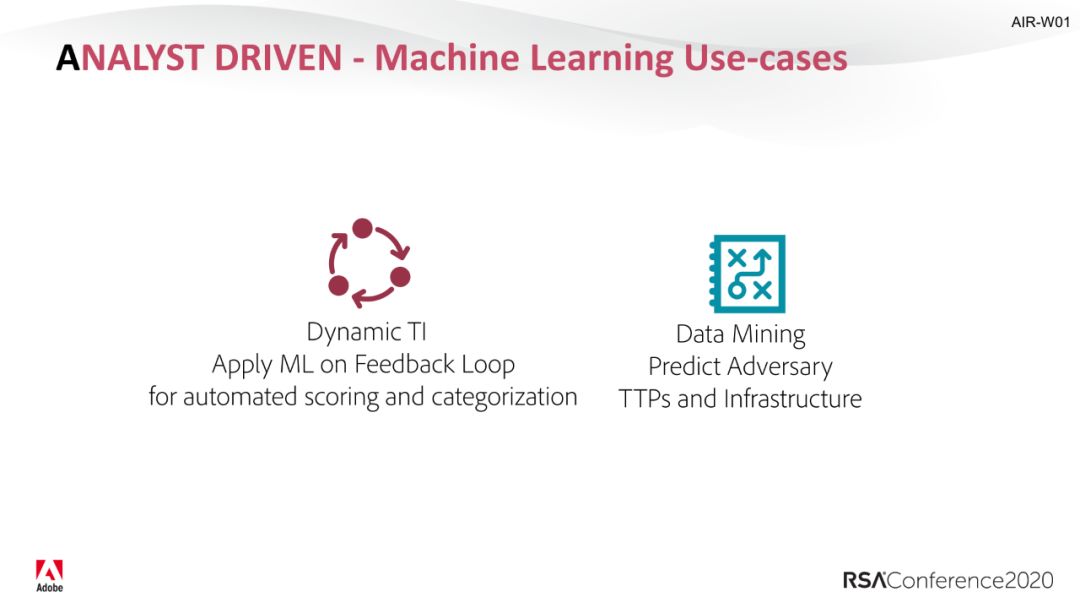 AIR-W01
ANALYST DRIVEN - Machine Learning Use-cases
Dynamic TI
Apply ML on Feedback Loop
for automated scoring and categorization
Data Mining
Predict Adversary
TTPs and Infrastructure
Adobe
RSAConference2020